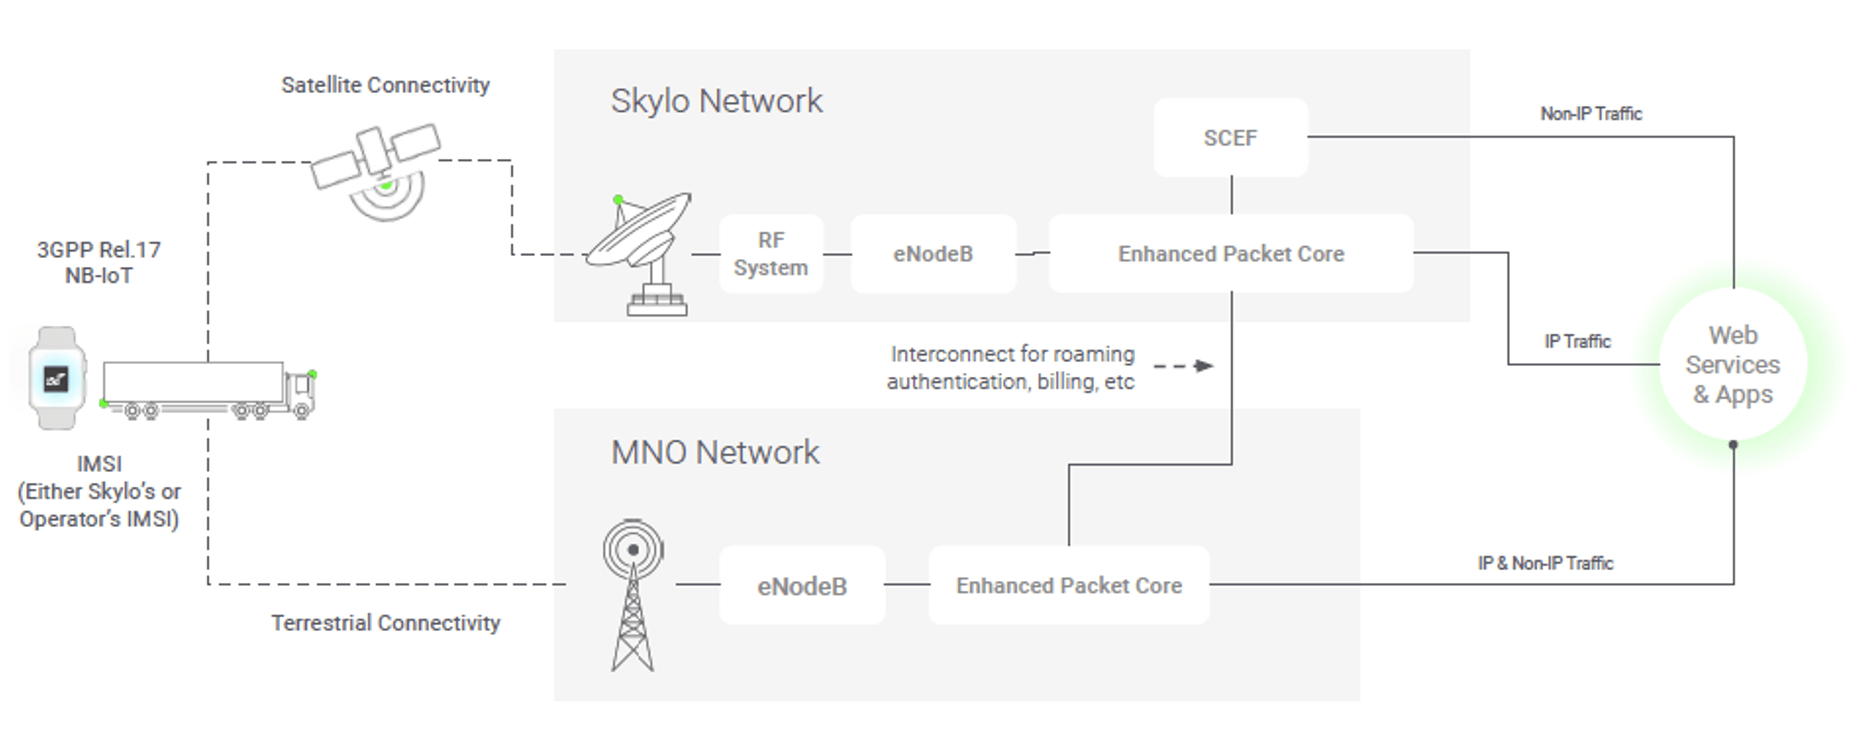 Satellite Connectivity
3GPP Rel.17
NB-IoT
IMSI
(Either Skylo's or
Operator's IMSI)
Terrestrial Connectivity
Skylo Network
SCEF
RF
System
eNodeB
Enhanced Packet Core
Interconnect for roaming
authentication, billing, etc
MNO Network
eNodeB
Enhanced Packet Core
Non-IP Traffic
IP Traffic
IP & Non-IP Traffic
Web
Services
& Apps